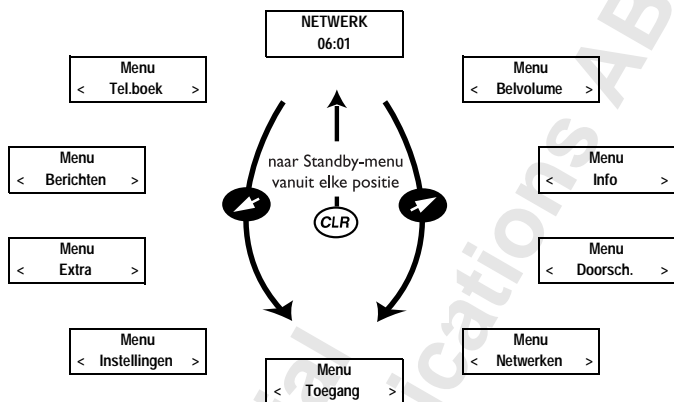 NETWERK
06:01
Menu
< Tel.boek >
Menu
< Belvolume >
Menu
< Berichten >
naar Standby-menu
vanuit elke positie
CLR
Menu
< Info >
Menu
< Extra >
Menu
< Doorsch. >
Menu
< Instellingen >
Menu
< Toegang >
Menu
< Netwerken >